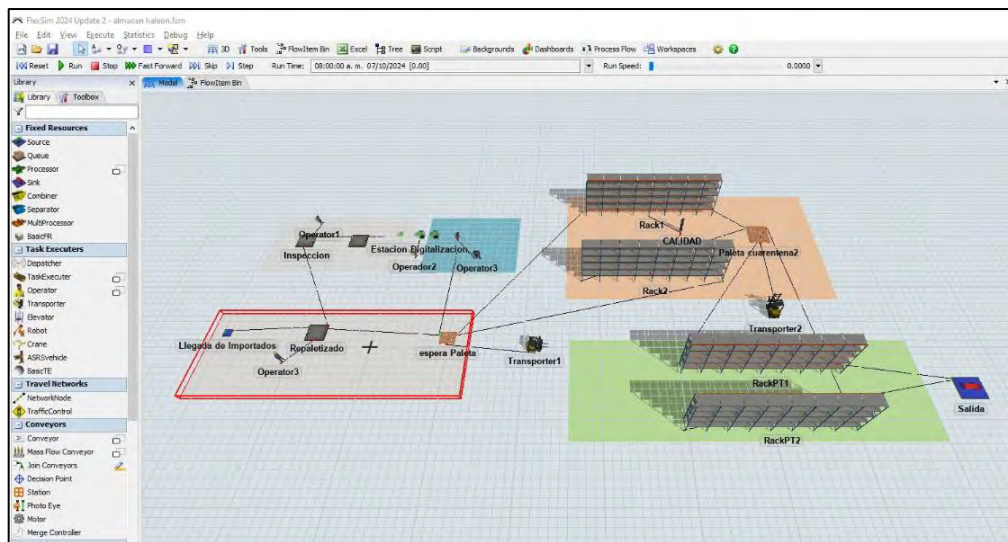 FlexSim 2024 Update 2 - almacen haleon.fsm
File Edit View Execute Statistics Debug Help
3D Tools FlowItem Bin Excel Tree Script Backgrounds Dashboards Process Flow Workspaces
Reset Run Stop Fast Forward Skip Step Run Time: 08:00:00 a. m. 07/10/2024 [0.00] Run Speed: 0.0000
Library
Model FlowItem Bin
Library Toolbox
Fixed Resources
Source
Queue
Processor
Sink
Combiner
Separator
MultiProcessor
BasicFR
Task Executers
Dispatcher
TaskExecuter
Operator
Transporter
Elevator
Robot
Crane
ASRSvehicle
BasicTE
Travel Networks
NetworkNode
TrafficControl
Conveyors
Conveyor
Mass Flow Conveyor
Join Conveyors
Decision Point
Station
Photo Eye
Motor
Merge Controller
Operator1
Inspeccion
Estacion Digitalizacion
Operador2
Operator3
Rack1
CALIDAD
Paleta cuarentena2
Rack2
Transporter2
Llegada de Importados
Repaletizado
espera Paleta
Transporter1
Operator3
RackPT1
RackPT2
Salida